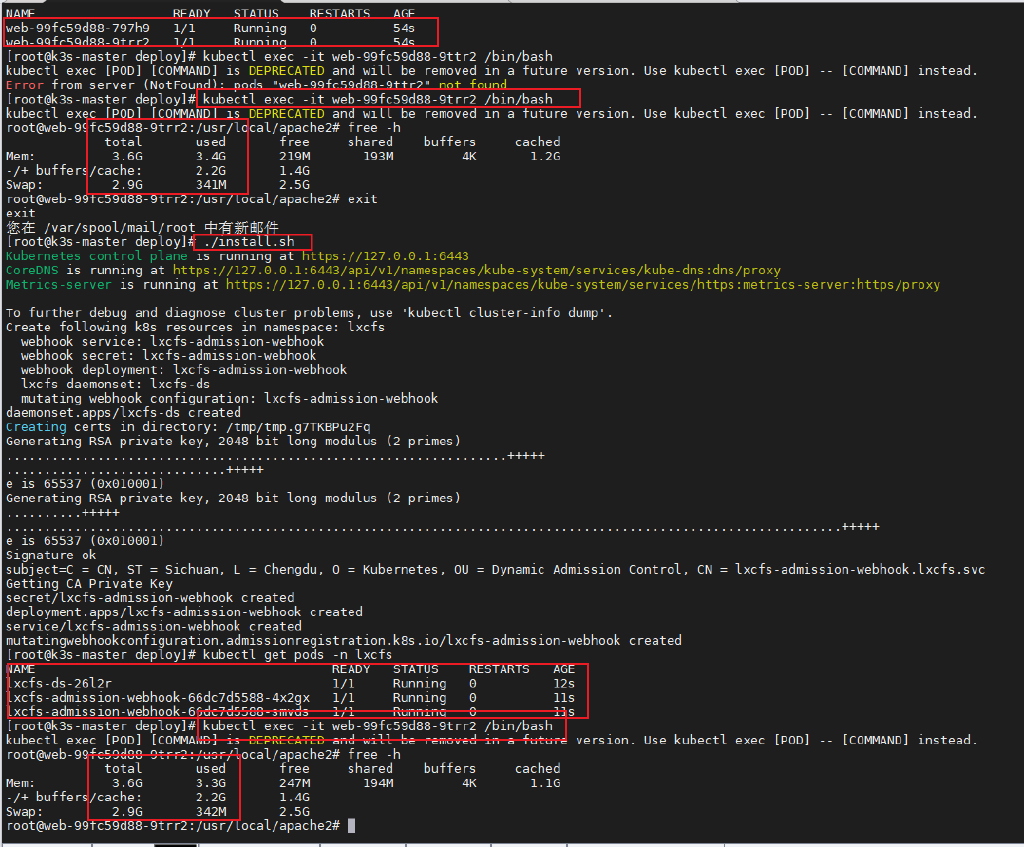 NAME READY STATUS RESTARTS AGE
web-99fc59d88-797h9 1/1 Running 0 54s
web-99fc59d88-9trr2 1/1 Running 0 54s
[root@k3s-master deploy]# kubectl exec -it web-99fc59d88-9ttr2 /bin/bash
kubectl exec [POD] [COMMAND] is DEPRECATED and will be removed in a future version. Use kubectl exec [POD] -- [COMMAND] instead.
Error from server (NotFound): pods "web-99fc59d88-9ttr2" not found
[root@k3s-master deploy]# kubectl exec -it web-99fc59d88-9trr2 /bin/bash
kubectl exec [POD] [COMMAND] is DEPRECATED and will be removed in a future version. Use kubectl exec [POD] -- [COMMAND] instead.
root@web-99fc59d88-9trr2:/usr/local/apache2# free -h
total used free shared buffers cached
Mem: 3.6G 3.4G 219M 193M 4K 1.2G
-/+ buffers/cache: 2.2G 1.4G
Swap: 2.9G 341M 2.5G
root@web-99fc59d88-9trr2:/usr/local/apache2# exit
exit
您在 /var/spool/mail/root 中有新邮件
[root@k3s-master deploy]# ./install.sh
Kubernetes control plane is running at https://127.0.0.1:6443
CoreDNS is running at https://127.0.0.1:6443/api/v1/namespaces/kube-system/services/kube-dns:dns/proxy
Metrics-server is running at https://127.0.0.1:6443/api/v1/namespaces/kube-system/services/https:metrics-server:https/proxy
To further debug and diagnose cluster problems, use 'kubectl cluster-info dump'.
Create following k8s resources in namespace: lxcfs
webhook service: lxcfs-admission-webhook
webhook secret: lxcfs-admission-webhook
webhook deployment: lxcfs-admission-webhook
lxcfs daemonset: lxcfs-ds
mutating webhook configuration: lxcfs-admission-webhook
daemonset.apps/lxcfs-ds created
Creating certs in directory: /tmp/tmp.g7TKBPu2Fq
Generating RSA private key, 2048 bit long modulus (2 primes)
..................................................................+++++
.............................+++++
e is 65537 (0x010001)
Generating RSA private key, 2048 bit long modulus (2 primes)
..........+++++
..............................................................................................................+++++
e is 65537 (0x010001)
Signature ok
subject=C = CN, ST = Sichuan, L = Chengdu, O = Kubernetes, OU = Dynamic Admission Control, CN = lxcfs-admission-webhook.lxcfs.svc
Getting CA Private Key
secret/lxcfs-admission-webhook created
deployment.apps/lxcfs-admission-webhook created
service/lxcfs-admission-webhook created
mutatingwebhookconfiguration.admissionregistration.k8s.io/lxcfs-admission-webhook created
[root@k3s-master deploy]# kubectl get pods -n lxcfs
NAME READY STATUS RESTARTS AGE
lxcfs-ds-26l2r 1/1 Running 0 12s
lxcfs-admission-webhook-66dc7d5588-4x2gx 1/1 Running 0 11s
lxcfs-admission-webhook-66dc7d5588-smvds 1/1 Running 0 11s
[root@k3s-master deploy]# kubectl exec -it web-99fc59d88-9trr2 /bin/bash
kubectl exec [POD] [COMMAND] is DEPRECATED and will be removed in a future version. Use kubectl exec [POD] -- [COMMAND] instead.
root@web-99fc59d88-9trr2:/usr/local/apache2# free -h
total used free shared buffers cached
Mem: 3.6G 3.3G 247M 194M 4K 1.1G
-/+ buffers/cache: 2.2G 1.4G
Swap: 2.9G 342M 2.5G
root@web-99fc59d88-9trr2:/usr/local/apache2#